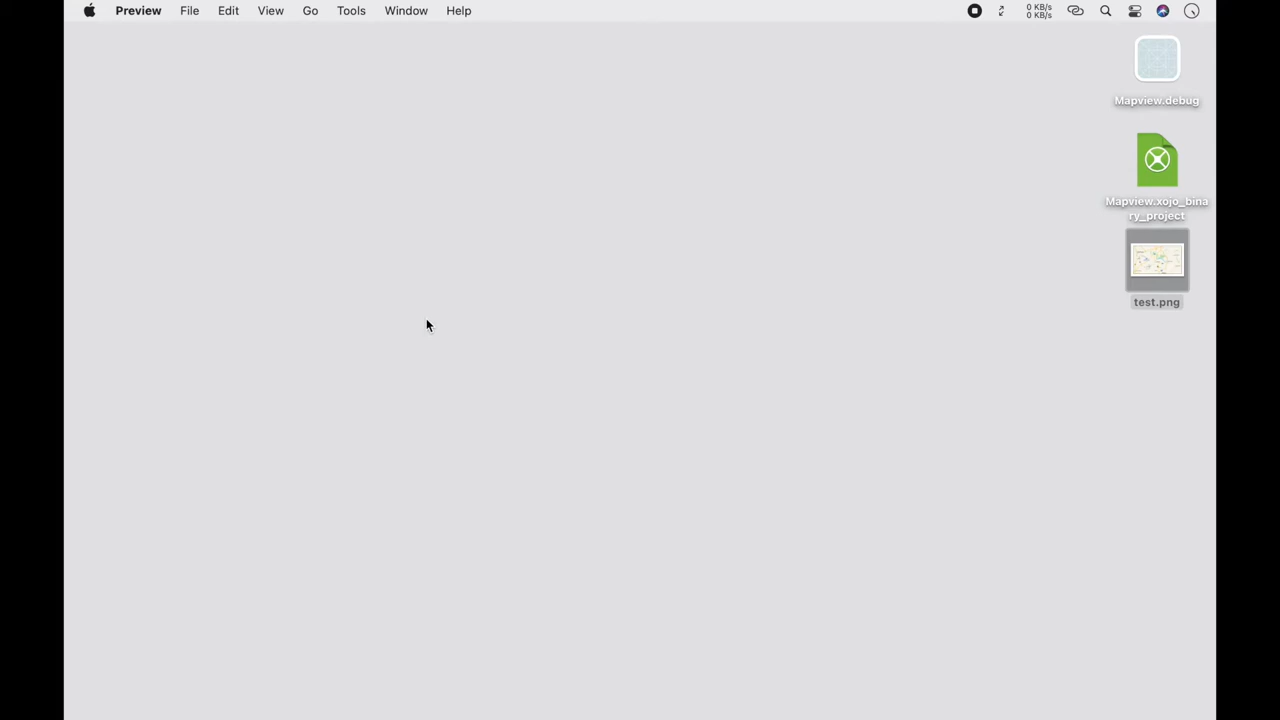 Preview File Edit View Go Tools Window Help
0 KB/s
0 KB/s
Mapview.debug
Mapview.xojo_bina
ry_project
test.png